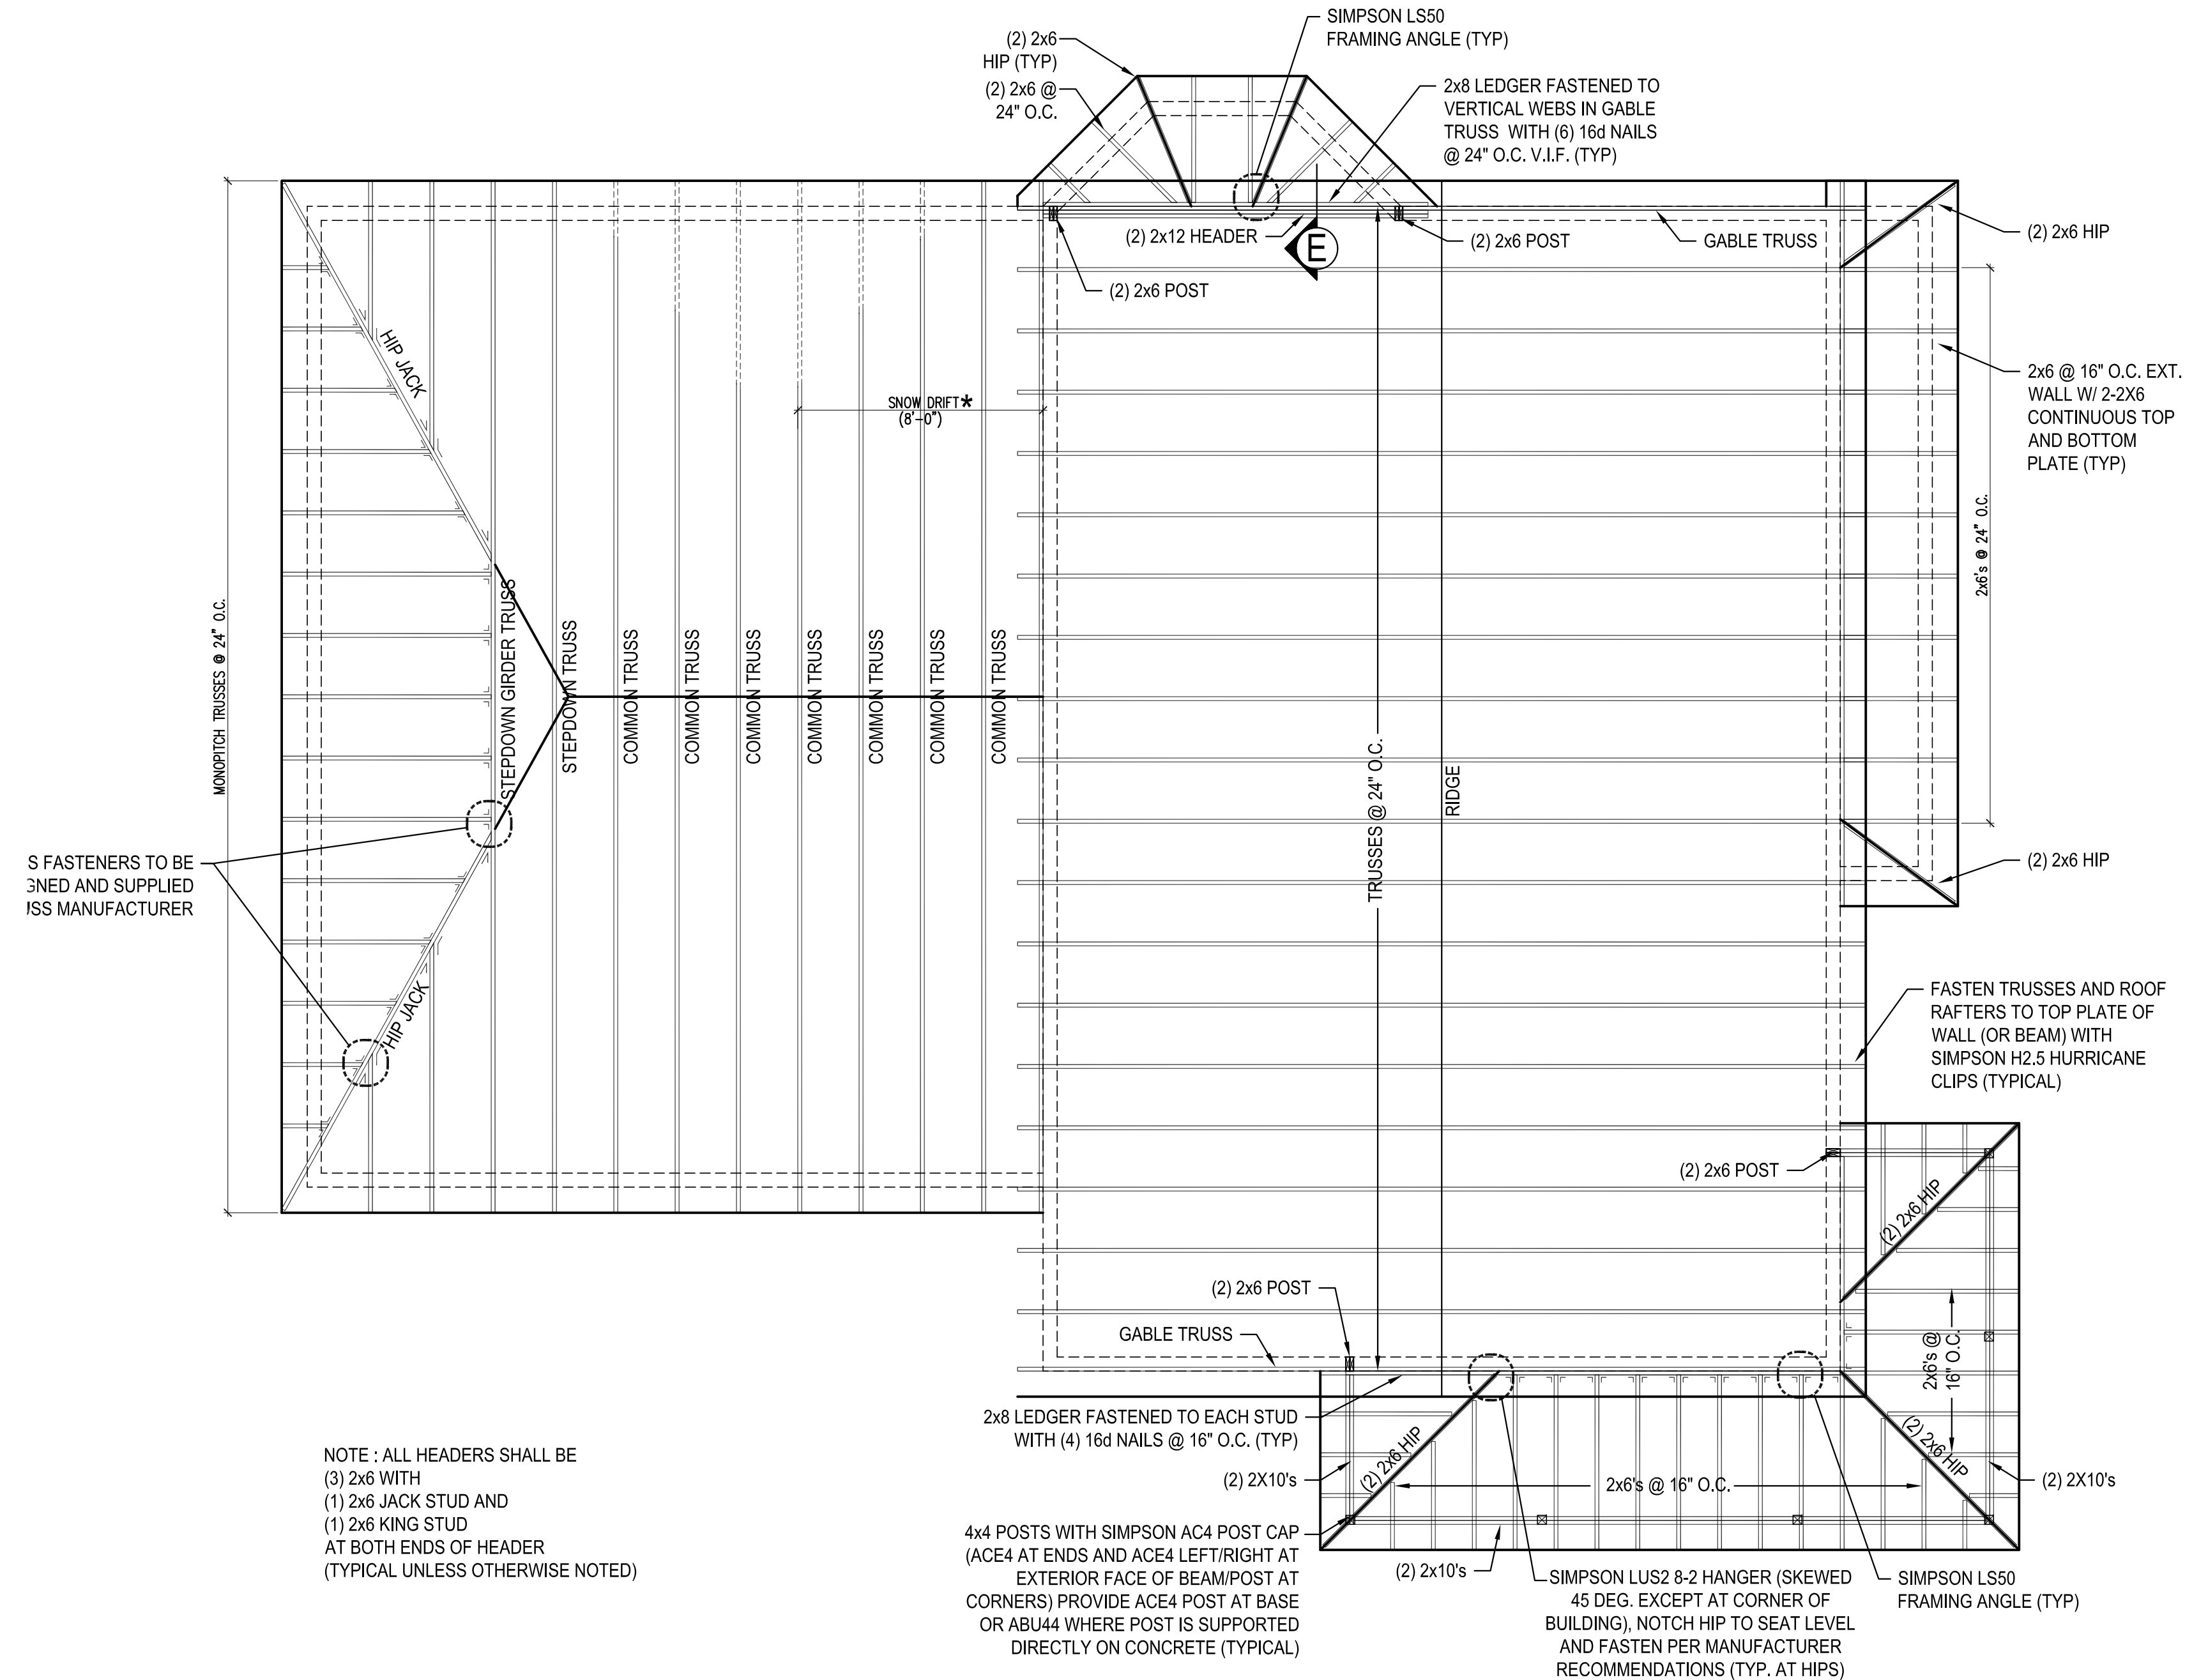 SIMPSON LS50
FRAMING ANGLE (TYP)
(2) 2x6
HIP (TYP)
(2) 2x6 @
24" O.C.
2x8 LEDGER FASTENED TO
VERTICAL WEBS IN GABLE
TRUSS WITH (6) 16d NAILS
@ 24" O.C. V.I.F. (TYP)
(2) 2x12 HEADER
E
(2) 2x6 POST
GABLE TRUSS
(2) 2x6 HIP
(2) 2x6 POST
HIP JACK
SNOW DRIFT*
(8'-0")
2x6 @ 16" O.C. EXT.
WALL W/ 2-2X6
CONTINUOUS TOP
AND BOTTOM
PLATE (TYP)
2x6's @ 24" O.C.
MONOPITCH TRUSSES @ 24" O.C.
STEPDOWN GIRDER TRUSS
STEPDOWN TRUSS
COMMON TRUSS
COMMON TRUSS
COMMON TRUSS
COMMON TRUSS
COMMON TRUSS
COMMON TRUSS
COMMON TRUSS
TRUSSES @ 24" O.C.
RIDGE
S FASTENERS TO BE
GNED AND SUPPLIED
JSS MANUFACTURER
(2) 2x6 HIP
HIP JACK
FASTEN TRUSSES AND ROOF
RAFTERS TO TOP PLATE OF
WALL (OR BEAM) WITH
SIMPSON H2.5 HURRICANE
CLIPS (TYPICAL)
(2) 2x6 POST
(2) 2x6 HIP
(2) 2x6 POST
GABLE TRUSS
2x6's @
16" O.C.
2x8 LEDGER FASTENED TO EACH STUD
WITH (4) 16d NAILS @ 16" O.C. (TYP)
(2) 2X10's
(2) 2x6 HIP
2x6's @ 16" O.C.
(2) 2x6 HIP
(2) 2X10's
NOTE : ALL HEADERS SHALL BE
(3) 2x6 WITH
(1) 2x6 JACK STUD AND
(1) 2x6 KING STUD
AT BOTH ENDS OF HEADER
(TYPICAL UNLESS OTHERWISE NOTED)
4x4 POSTS WITH SIMPSON AC4 POST CAP
(ACE4 AT ENDS AND ACE4 LEFT/RIGHT AT
EXTERIOR FACE OF BEAM/POST AT
CORNERS) PROVIDE ACE4 POST AT BASE
OR ABU44 WHERE POST IS SUPPORTED
DIRECTLY ON CONCRETE (TYPICAL)
(2) 2x10's
SIMPSON LUS2 8-2 HANGER (SKEWED
45 DEG. EXCEPT AT CORNER OF
BUILDING), NOTCH HIP TO SEAT LEVEL
AND FASTEN PER MANUFACTURER
RECOMMENDATIONS (TYP. AT HIPS)
SIMPSON LS50
FRAMING ANGLE (TYP)